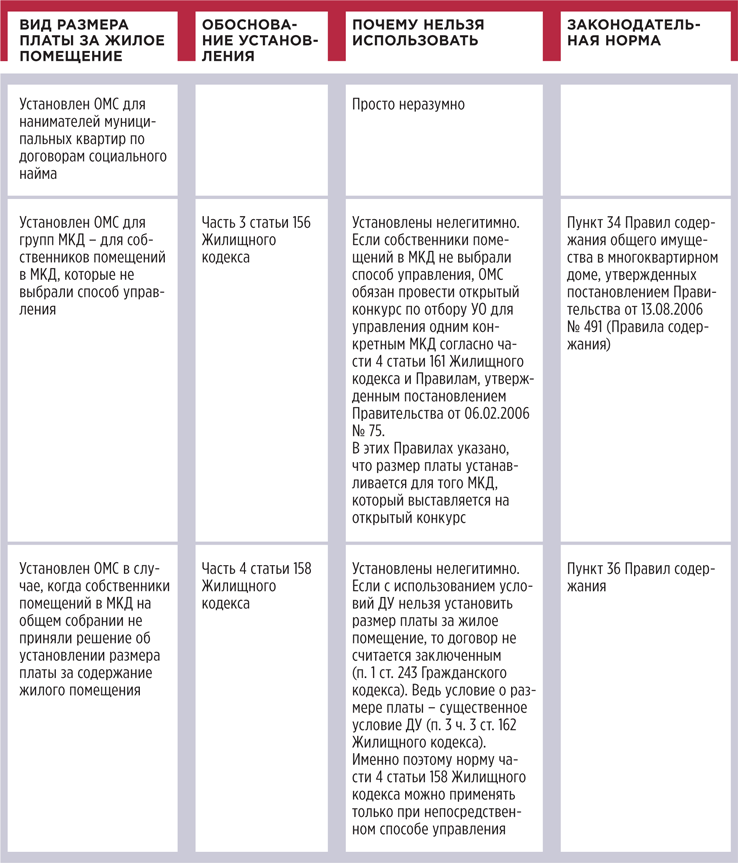 ВИД РАЗМЕРА
ПЛАТЫ ЗА ЖИЛОЕ
ПОМЕЩЕНИЕ
ОБОСНОВА-
НИЕ УСТАНОВ-
ЛЕНИЯ
ПОЧЕМУ НЕЛЬЗЯ
ИСПОЛЬЗОВАТЬ
ЗАКОНОДАТЕЛЬ-
НАЯ НОРМА
Установлен ОМС для
нанимателей муници-
пальных квартир по
договорам социального
найма
Просто неразумно
Установлен ОМС для
групп МКД – для соб-
ственников помещений
в МКД, которые не
выбрали способ управ-
ления
Часть 3 статьи 156
Жилищного
кодекса
Установлены нелегитимно.
Если собственники поме-
щений в МКД не выбрали
способ управления, ОМС
обязан провести открытый
конкурс по отбору УО для
управления одним кон-
кретным МКД согласно ча-
сти 4 статьи 161 Жилищного
кодекса и Правилам, утверж-
денным постановлением
Правительства от 06.02.2006
№ 75.
В этих Правилах указано,
что размер платы устанав-
ливается для того МКД,
который выставляется на
открытый конкурс
Пункт 34 Правил содер-
жания общего имуще-
ства в многоквартирном
доме, утвержденных
постановлением Прави-
тельства от 13.08.2006
№ 491 (Правила содер-
жания)
Установлен ОМС в слу-
чае, когда собственники
помещений в МКД на
общем собрании не
приняли решение об
установлении размера
платы за содержание
жилого помещения
Часть 4 статьи 158
Жилищного
кодекса
Установлены нелегитимно.
Если с использованием усло-
вий ДУ нельзя установить
размер платы за жилое
помещение, то договор не
считается заключенным
(п. 1 ст. 243 Гражданского
кодекса). Ведь условие о раз-
мере платы – существенное
условие ДУ (п. 3 ч. 3 ст. 162
Жилищного кодекса).
Именно поэтому норму ча-
сти 4 статьи 158 Жилищного
кодекса можно применять
только при непосредствен-
ном способе управления
Пункт 36 Правил содер-
жания